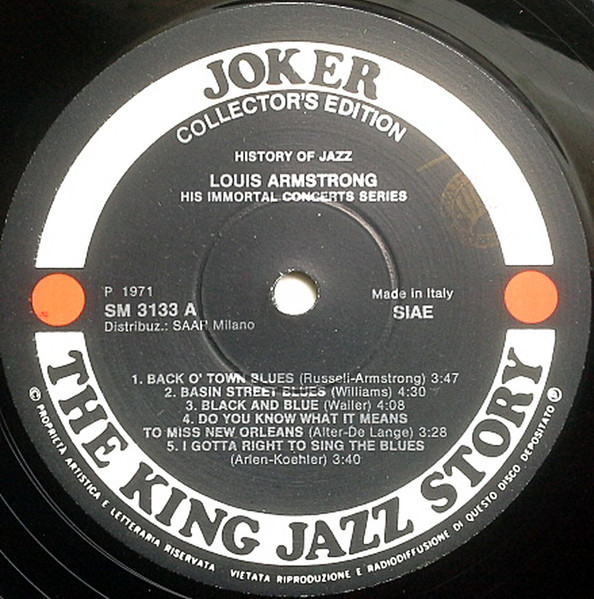 JOKER
COLLECTOR'S EDITION
HISTORY OF JAZZ
LOUIS ARMSTRONG
HIS IMMORTAL CONCERTS SERIES
P 1971
SM 3133 A
Distribuz.: SAAR Milano
Made in Italy
SIAE
1. BACK O' TOWN BLUES (Russell-Armstrong) 3:47
2. BASIN STREET BLUES (Williams) 4:30
3. BLACK AND BLUE (Waller) 4:08
4. DO YOU KNOW WHAT IT MEANS
TO MISS NEW ORLEANS (Alter-De Lange) 3:28
5. I GOTTA RIGHT TO SING THE BLUES
(Arlen-Koehler) 3:40
THE KING JAZZ STORY
© PROPRIETA ARTISTICA E LETTERARIA RISERVATA VIETATA RIPRODUZIONE E RADIODIFFUSIONE DI QUESTO DISCO DEPOSITATO ℗